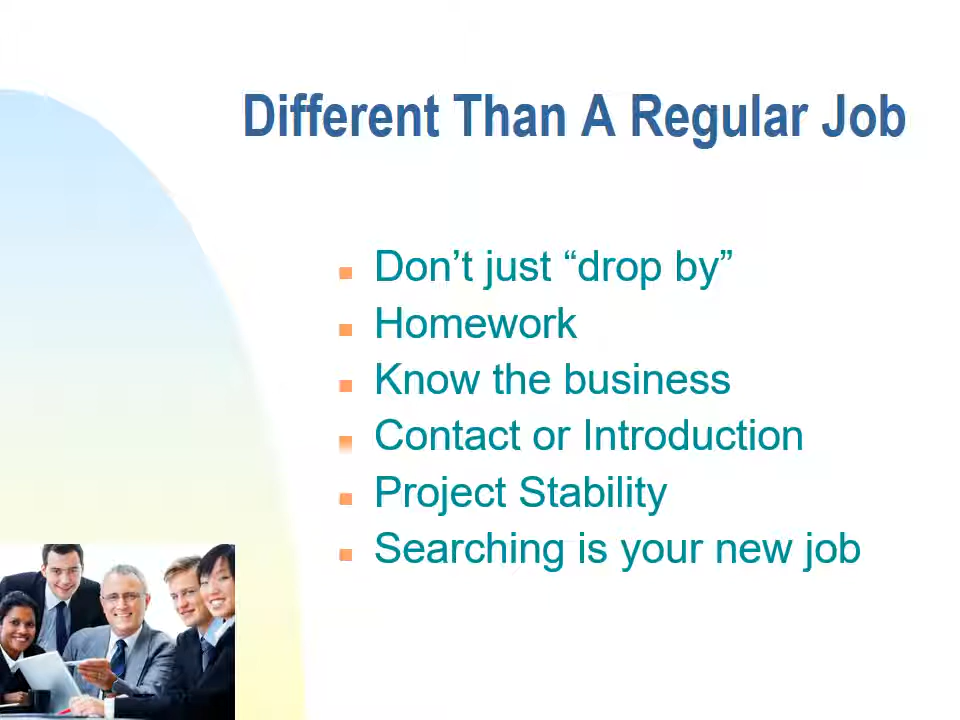 Different Than A Regular Job
Don’t just “drop by”
Homework
Know the business
Contact or Introduction
Project Stability
Searching is your new job